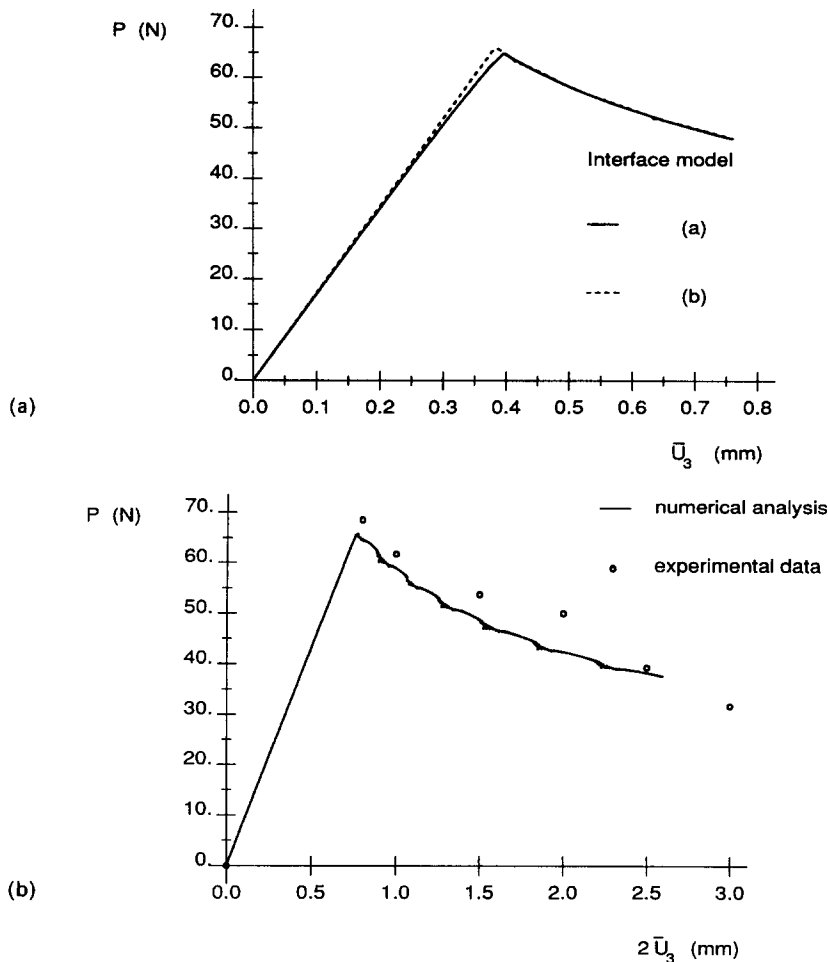 P (N)
70.
60.
50.
40.
30.
20.
10.
0.
Interface model
(a)
(b)
0.0 0.1 0.2 0.3 0.4 0.5 0.6 0.7 0.8
(a)
U̅₃ (mm)
P (N)
70.
60.
50.
40.
30.
20.
10.
0.
numerical analysis
experimental data
0.0 0.5 1.0 1.5 2.0 2.5 3.0
(b)
2 U̅₃ (mm)